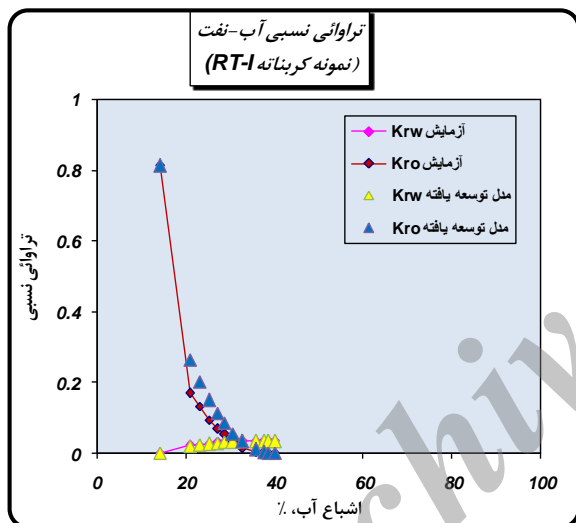 تراوائی نسبی آب-نفت
(نمونه کربناته RT-I)
1
0.8
0.6
0.4
0.2
0
0
20
40
60
80
100
تراوائی نسبی
اشباع آب، ٪
آزمایش Krw
آزمایش Kro
مدل توسعه یافته Krw
مدل توسعه یافته Kro
chiv